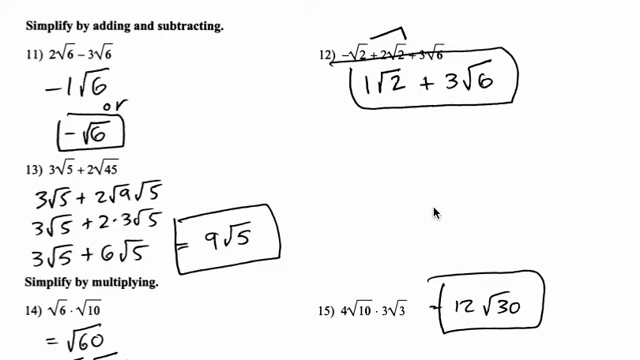 Simplify by adding and subtracting.
11) 2√6 − 3√6
−1√6
or
−√6
12) −√2 + 2√2 + 3√6
1√2 + 3√6
13) 3√5 + 2√45
3√5 + 2√9√5
3√5 + 2·3√5
3√5 + 6√5 = 9√5
Simplify by multiplying.
14) √6 · √10
= √60
15) 4√10 · 3√3 = 12√30